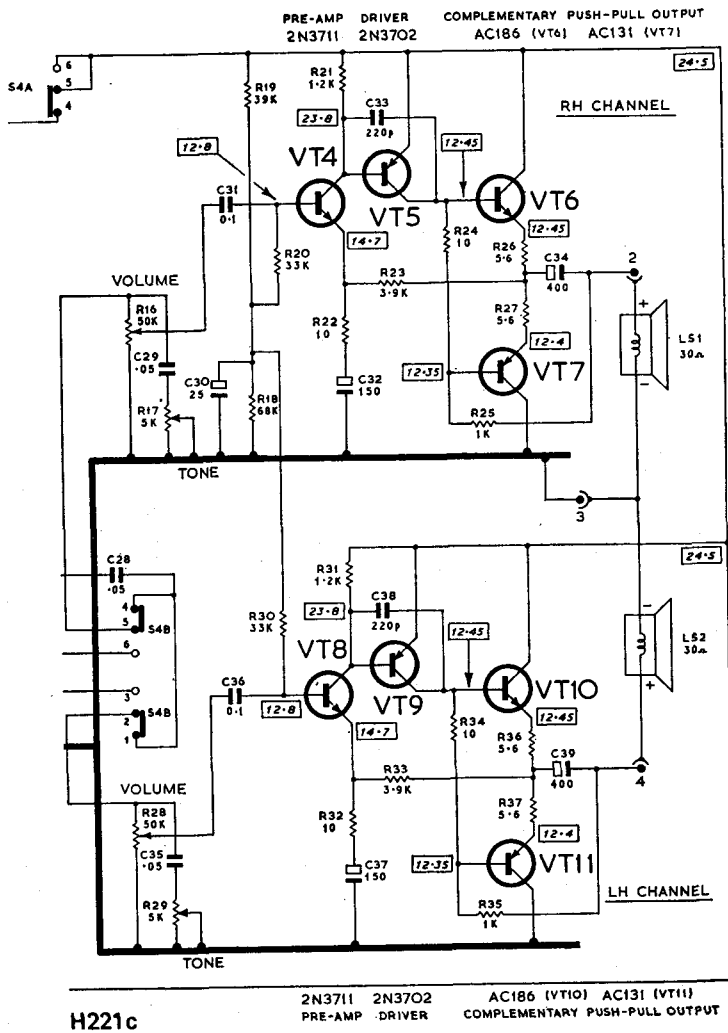 PRE-AMP DRIVER COMPLEMENTARY PUSH-PULL OUTPUT
2N3711 2N3702 AC186 (VT6) AC131 (VT7)
6
S4A
5
4
R19
39K
R21
1·2K
C33
220p
24·5
RH CHANNEL
23·8
12·8
12·45
VT4
VT5
VT6
C31
0·1
14·7
R24
10
12·45
R26
5·6
C34
400
2
R20
33K
R23
3·9K
VOLUME
R16
50K
R22
10
R27
5·6
+
LS1
30Ω
−
C29
·05
C30
25
R18
68K
C32
150
12·4
12·35
VT7
R17
5K
R25
1K
TONE
3
C28
·05
R31
1·2K
24·5
4
5
S4B
6
R30
33K
23·8
C38
220p
12·45
−
LS2
30Ω
+
VT8
VT9
VT10
3
2
S4B
1
C36
0·1
12·8
14·7
R34
10
12·45
R36
5·6
C39
400
4
VOLUME
R28
50K
R33
3·9K
R32
10
R37
5·6
C35
·05
C37
150
12·4
12·35
VT11
R29
5K
R35
1K
LH CHANNEL
TONE
2N3711 2N3702 AC186 (VT10) AC131 (VT11)
H221c PRE-AMP DRIVER COMPLEMENTARY PUSH-PULL OUTPUT